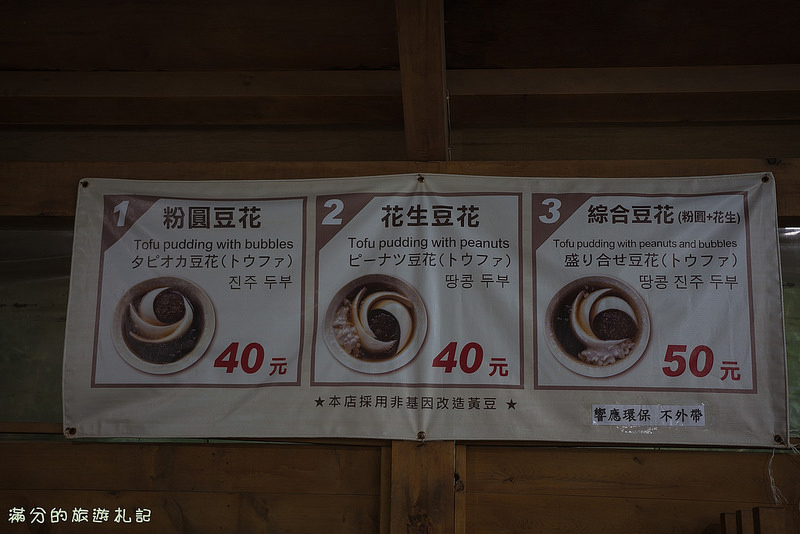 1 粉圓豆花
Tofu pudding with bubbles
タピオカ豆花(トウファ)
진주 두부
40元
2 花生豆花
Tofu pudding with peanuts
ピーナツ豆花(トウファ)
땅콩 두부
40元
3 綜合豆花(粉圓+花生)
Tofu pudding with peanuts and bubbles
盛り合せ豆花(トウファ)
땅콩 진주 두부
50元
★本店採用非基因改造黃豆 ★
響應環保 不外帶
滿分的旅遊札記